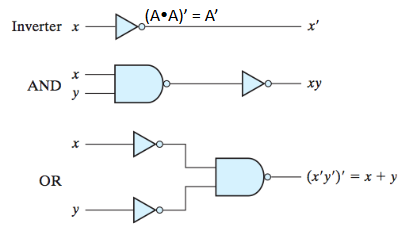 (A•A)′ = A′
Inverter x x′
x
AND xy
y
x
OR (x′y′)′ = x + y
y